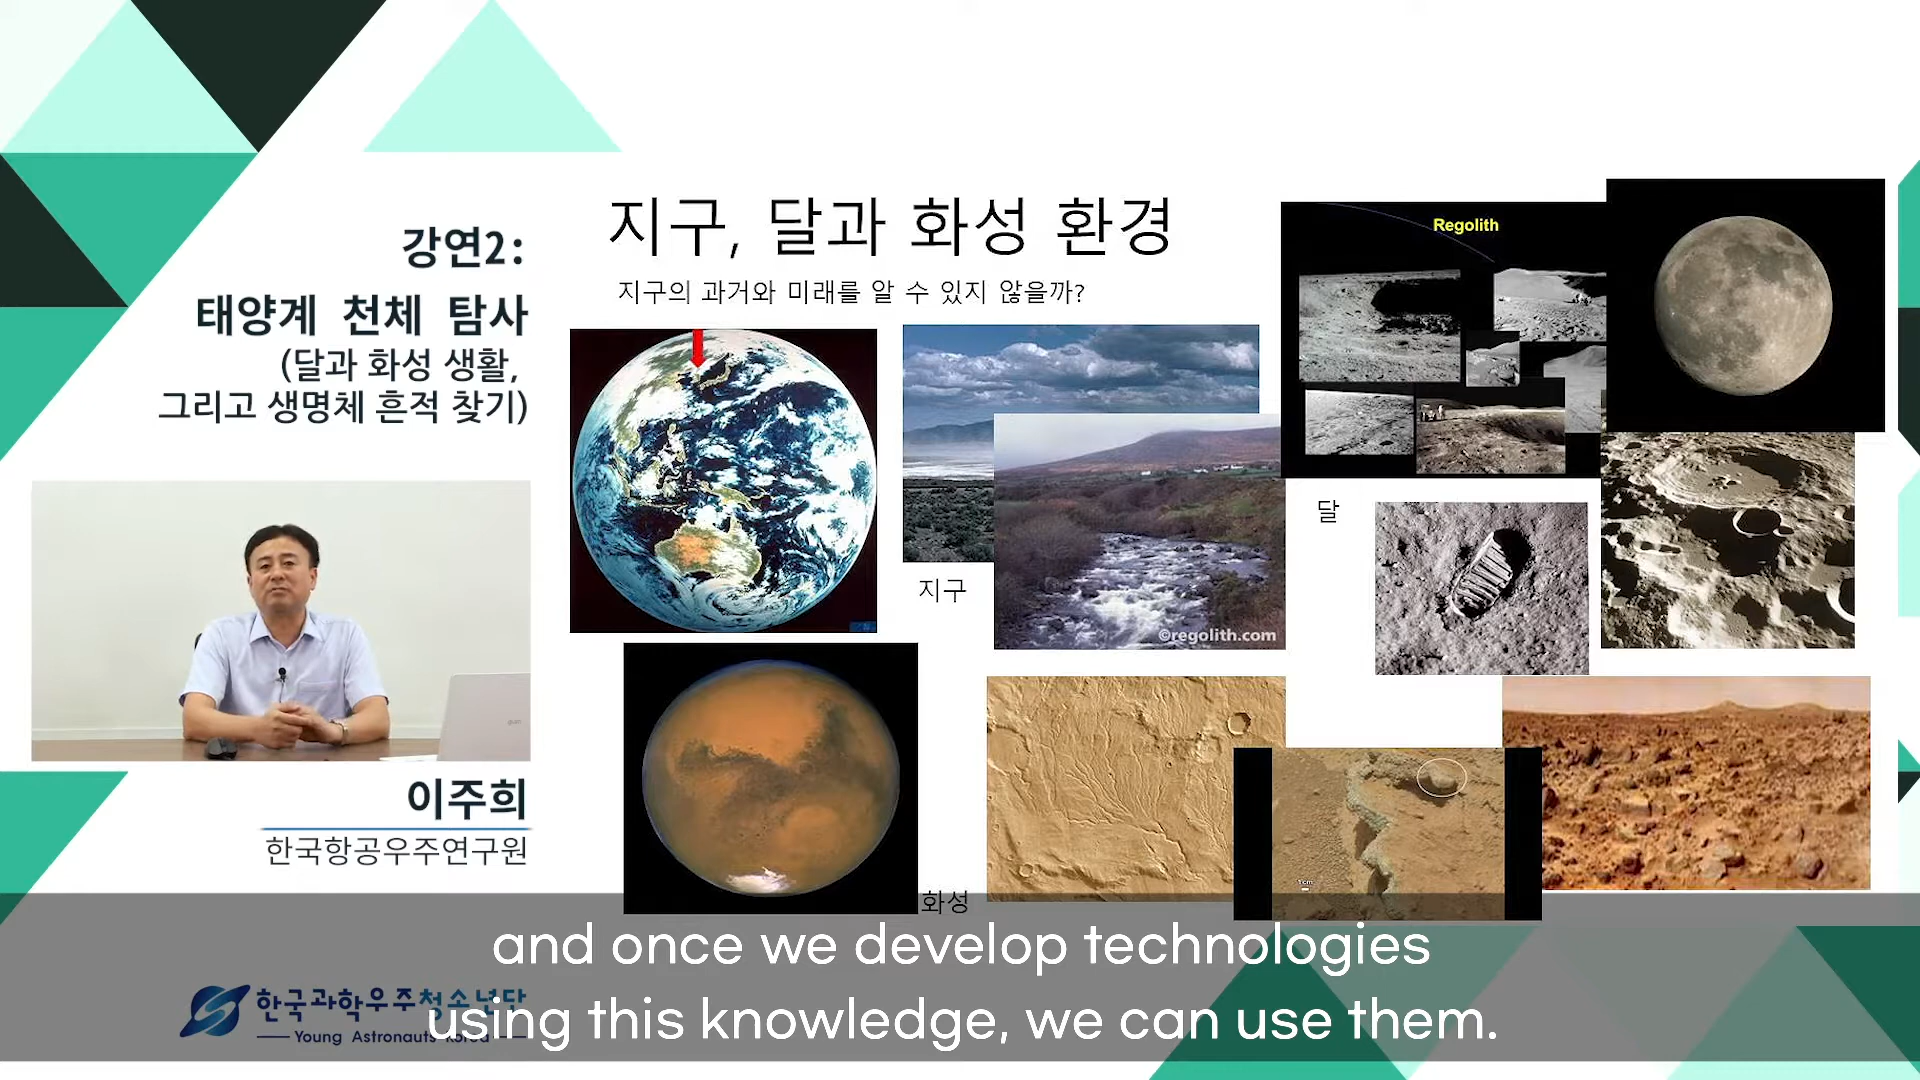 강연2:
태양계 천체 탐사
(달과 화성 생활,
그리고 생명체 흔적 찾기)
이주희
한국항공우주연구원
지구, 달과 화성 환경
지구의 과거와 미래를 알 수 있지 않을까?
Regolith
달
지구
©regolith.com
화성
한국과학우주청소년단
Young Astronauts Korea
and once we develop technologies
using this knowledge, we can use them.